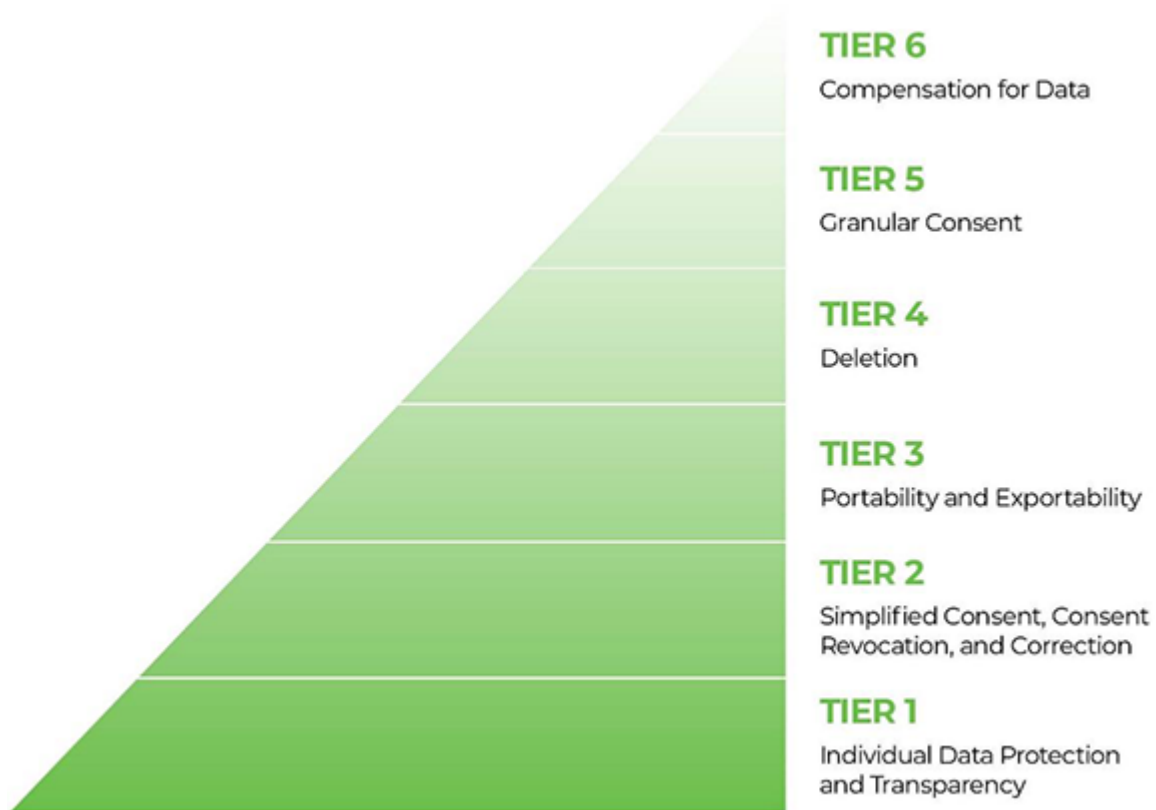 TIER 6
Compensation for Data
TIER 5
Granular Consent
TIER 4
Deletion
TIER 3
Portability and Exportability
TIER 2
Simplified Consent, Consent
Revocation, and Correction
TIER 1
Individual Data Protection
and Transparency